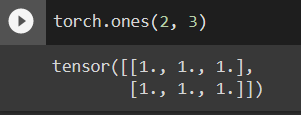 torch.ones(2, 3)
tensor([[1., 1., 1.],
        [1., 1., 1.]])